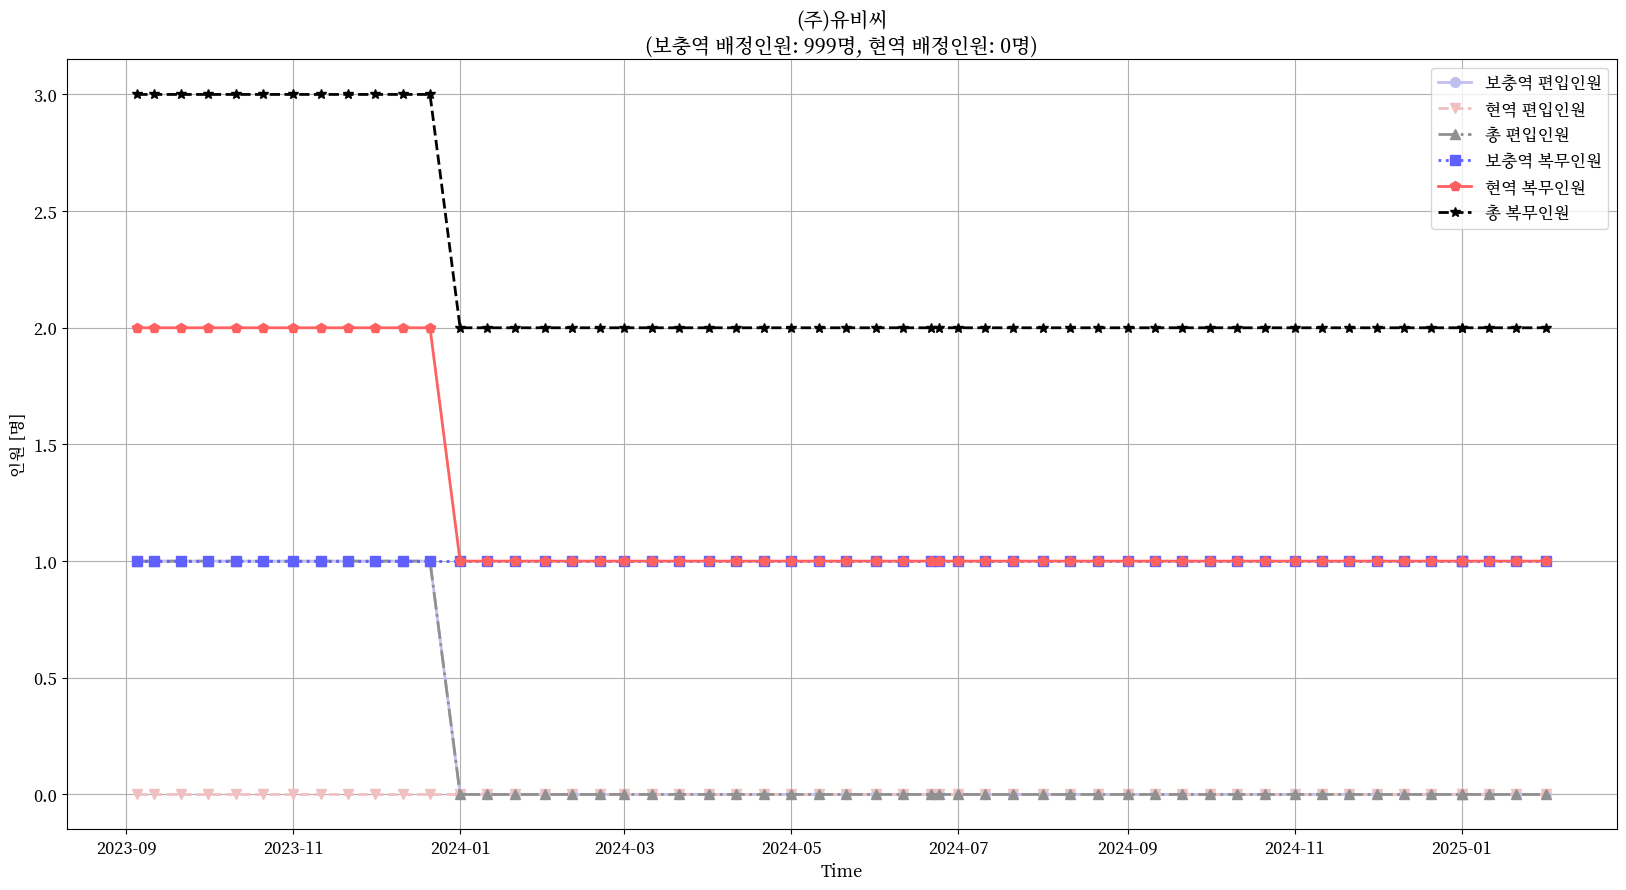 (주)유비씨
(보충역 배정인원: 999명, 현역 배정인원: 0명)
보충역 편입인원
현역 편입인원
총 편입인원
보충역 복무인원
현역 복무인원
총 복무인원
3.0
2.5
2.0
1.5
1.0
0.5
0.0
인원 [명]
2023-09 2023-11 2024-01 2024-03 2024-05 2024-07 2024-09 2024-11 2025-01
Time